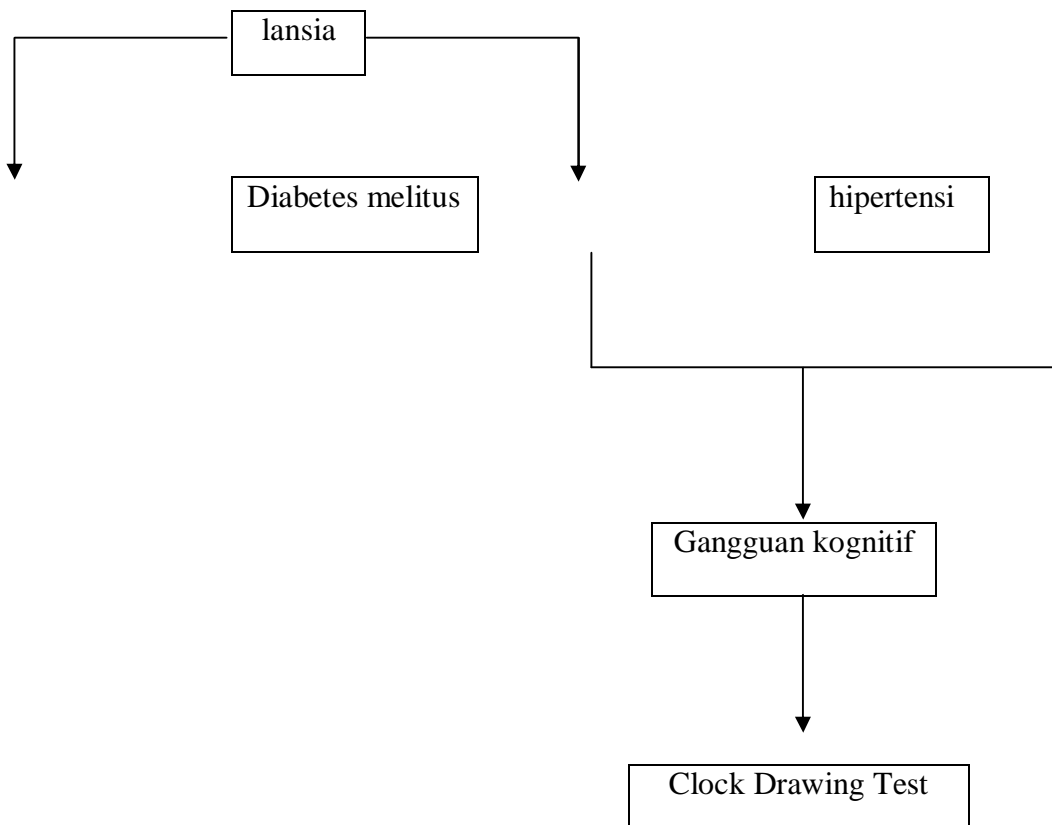 lansia
Diabetes melitus
hipertensi
Gangguan kognitif
Clock Drawing Test